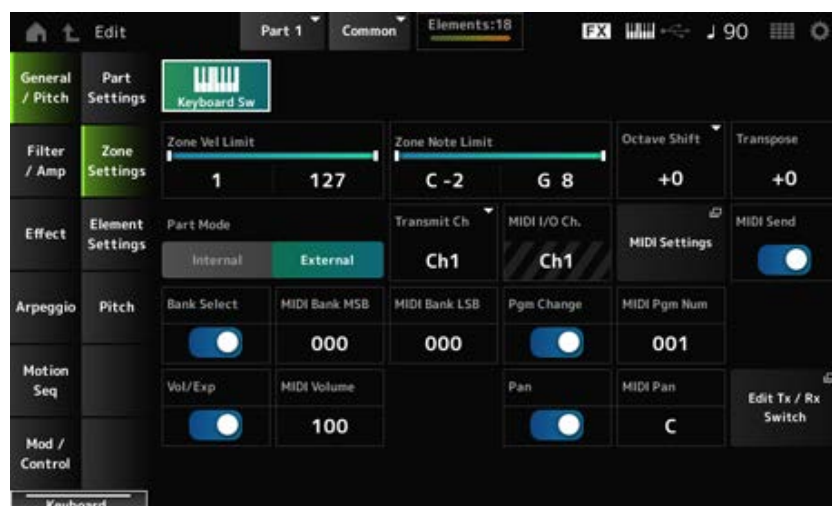 Edit
Part 1
Common
Elements:18
FX
♩ 90
General / Pitch
Part Settings
Keyboard Sw
Filter / Amp
Zone Settings
Zone Vel Limit
Zone Note Limit
Octave Shift
Transpose
1
127
C -2
G 8
+0
+0
Effect
Element Settings
Part Mode
Transmit Ch
MIDI I/O Ch.
MIDI Settings
MIDI Send
Internal
External
Ch1
Ch1
Arpeggio
Pitch
Bank Select
MIDI Bank MSB
MIDI Bank LSB
Pgm Change
MIDI Pgm Num
000
000
001
Motion Seq
Vol/Exp
MIDI Volume
Pan
MIDI Pan
Edit Tx / Rx
Switch
100
C
Mod / Control
Keyboard